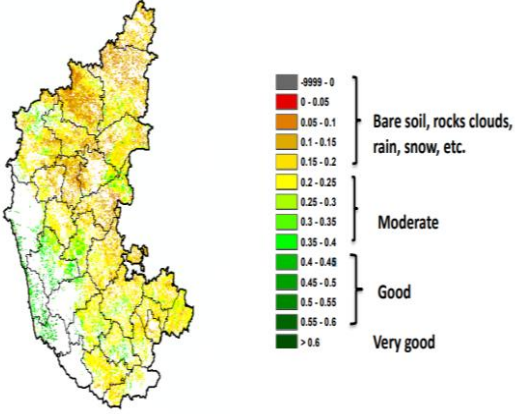 -9999 - 0
0 - 0.05
0.05 - 0.1
0.1 - 0.15
0.15 - 0.2
0.2 - 0.25
0.25 - 0.3
0.3 - 0.35
0.35 - 0.4
0.4 - 0.45
0.45 - 0.5
0.5 - 0.55
0.55 - 0.6
> 0.6
Bare soil, rocks clouds,
rain, snow, etc.
Moderate
Good
Very good